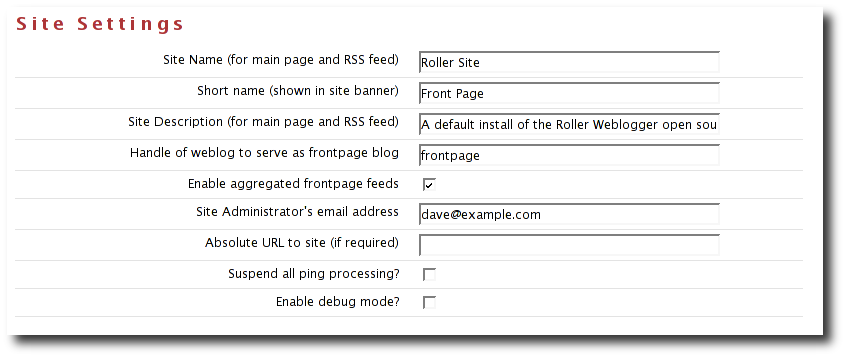 Site Settings
Site Name (for main page and RSS feed) Roller Site
Short name (shown in site banner) Front Page
Site Description (for main page and RSS feed) A default install of the Roller Weblogger open sou
Handle of weblog to serve as frontpage blog frontpage
Enable aggregated frontpage feeds
Site Administrator's email address dave@example.com
Absolute URL to site (if required)
Suspend all ping processing?
Enable debug mode?